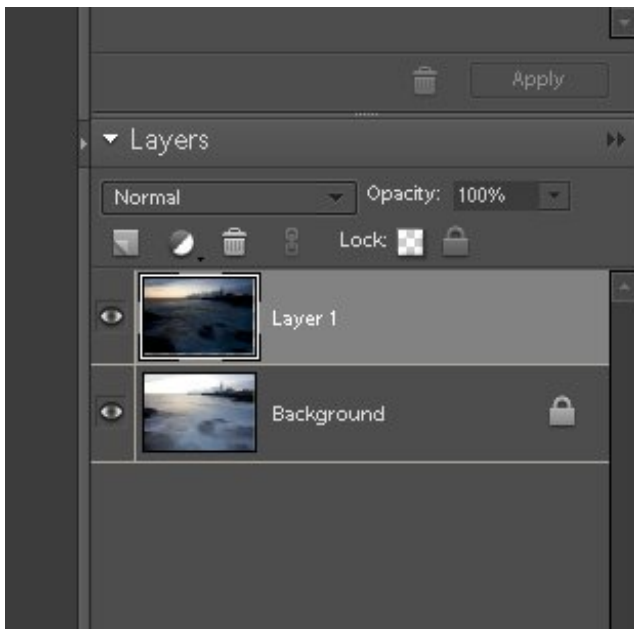 Apply
Layers
Normal Opacity: 100%
Lock:
Layer 1
Background